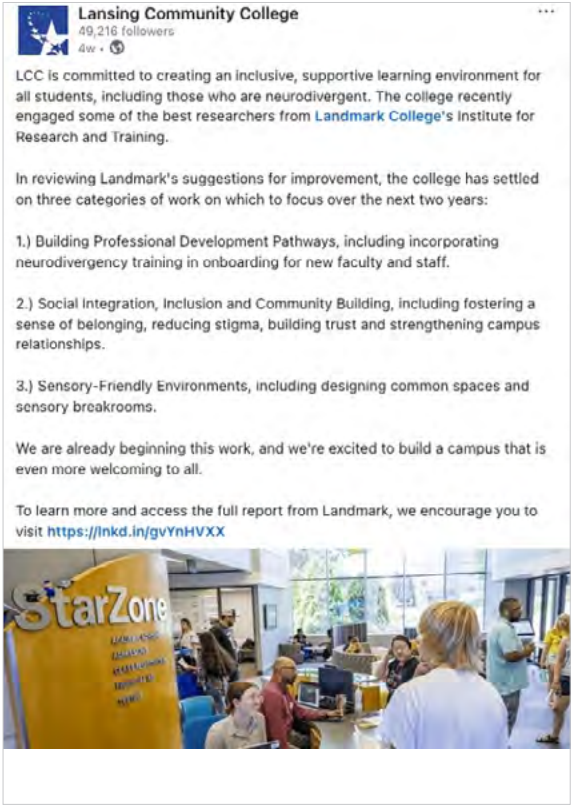 Lansing Community College
49,216 followers
4w •
LCC is committed to creating an inclusive, supportive learning environment for
all students, including those who are neurodivergent. The college recently
engaged some of the best researchers from Landmark College's Institute for
Research and Training.
In reviewing Landmark's suggestions for improvement, the college has settled
on three categories of work on which to focus over the next two years:
1.) Building Professional Development Pathways, including incorporating
neurodivergency training in onboarding for new faculty and staff.
2.) Social Integration, Inclusion and Community Building, including fostering a
sense of belonging, reducing stigma, building trust and strengthening campus
relationships.
3.) Sensory-Friendly Environments, including designing common spaces and
sensory breakrooms.
We are already beginning this work, and we're excited to build a campus that is
even more welcoming to all.
To learn more and access the full report from Landmark, we encourage you to
visit https://lnkd.in/gvYnHVXX
StarZone